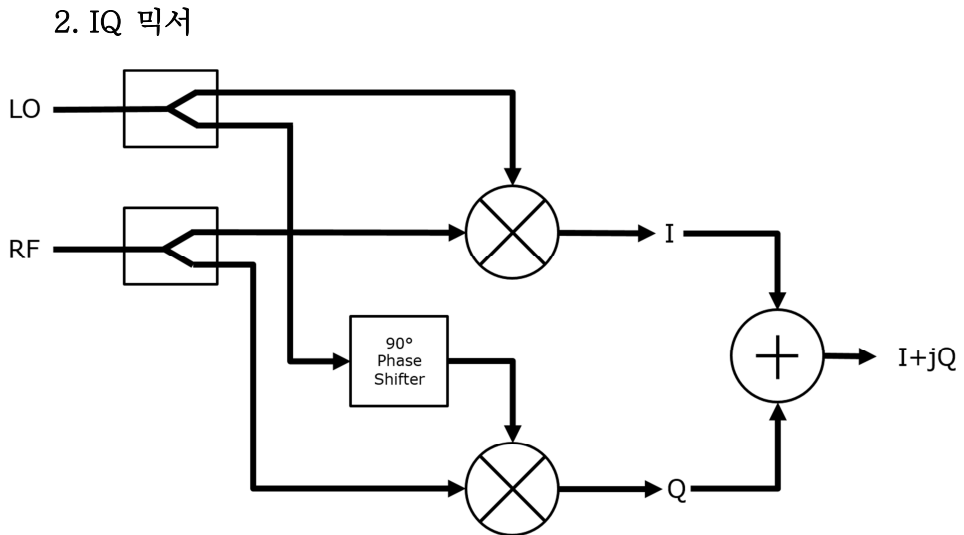 2. IQ 믹서
LO
RF
I
90°
Phase
Shifter
I+jQ
Q